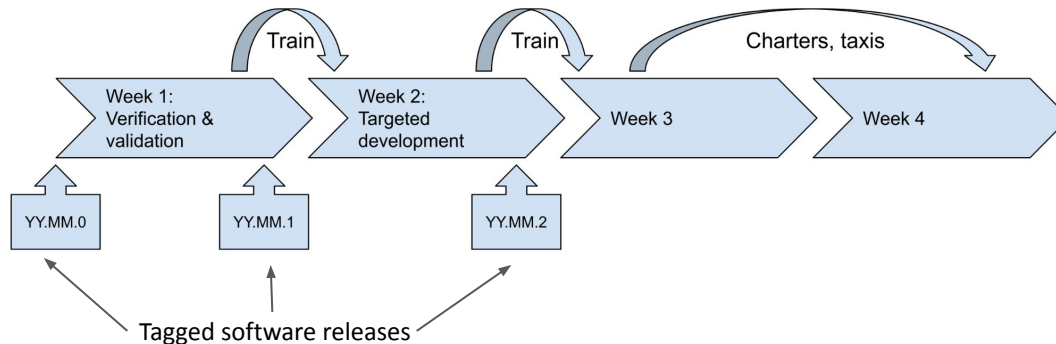 Train
Train
Charters, taxis
Week 1:
Verification &
validation
Week 2:
Targeted
development
Week 3
Week 4
YY.MM.0
YY.MM.1
YY.MM.2
Tagged software releases